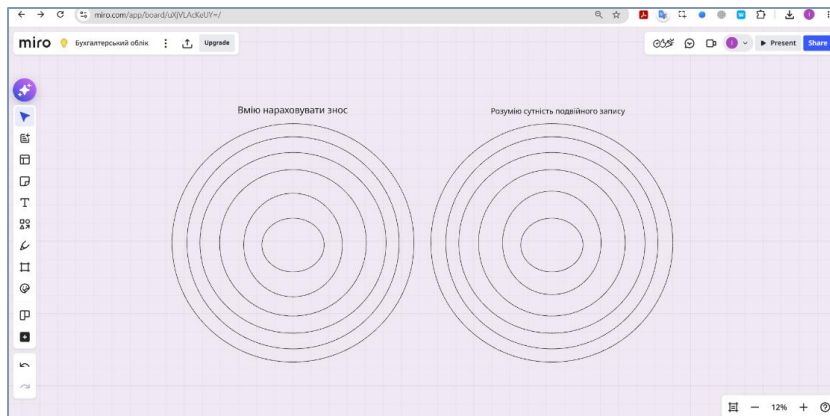 miro.com/app/board/uXjVLAcKeUY=/
miro
Бухгалтерський облік
Upgrade
Present
Share
Вмію нараховувати знос
Розумію сутність подвійного запису
12%